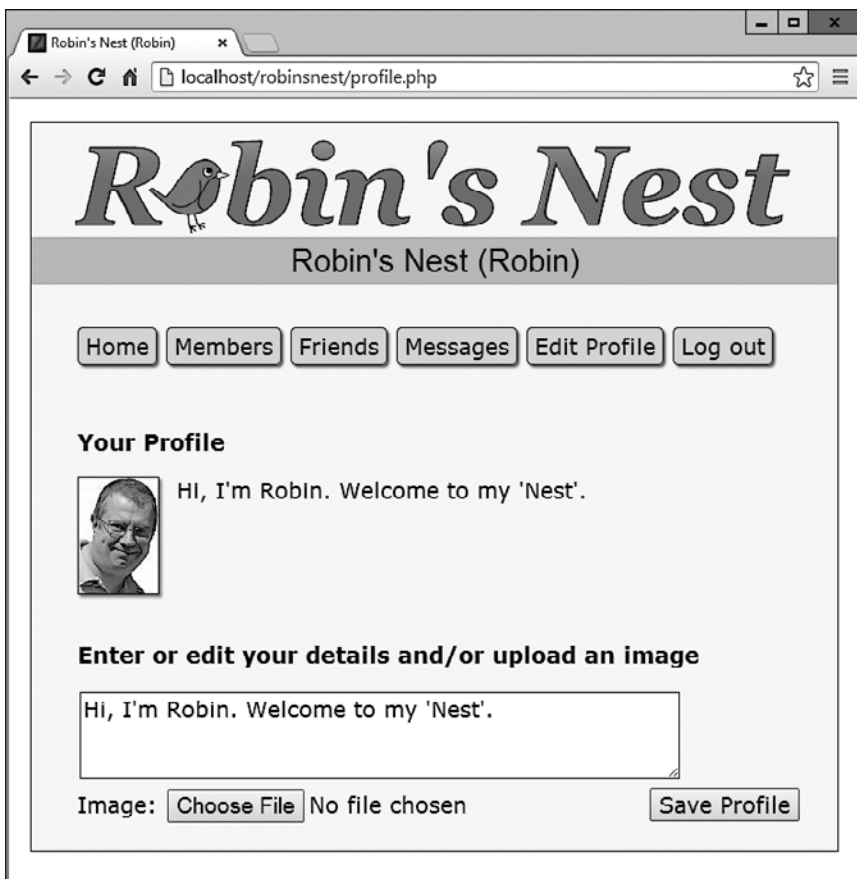 Robin's Nest (Robin)
localhost/robinsnest/profile.php
Robin's Nest
Robin's Nest (Robin)
Home Members Friends Messages Edit Profile Log out
Your Profile
Hi, I'm Robin. Welcome to my 'Nest'.
Enter or edit your details and/or upload an image
Hi, I'm Robin. Welcome to my 'Nest'.
Image: Choose File No file chosen Save Profile